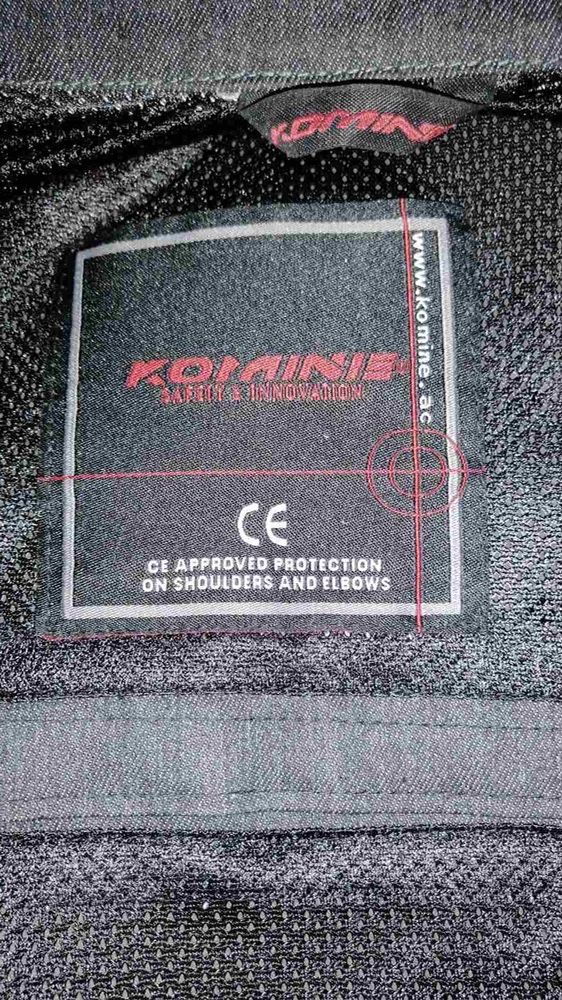 KOMINE
www.komine.ac
KOMINE
SAFETY & INNOVATION
CE
CE APPROVED PROTECTION
ON SHOULDERS AND ELBOWS